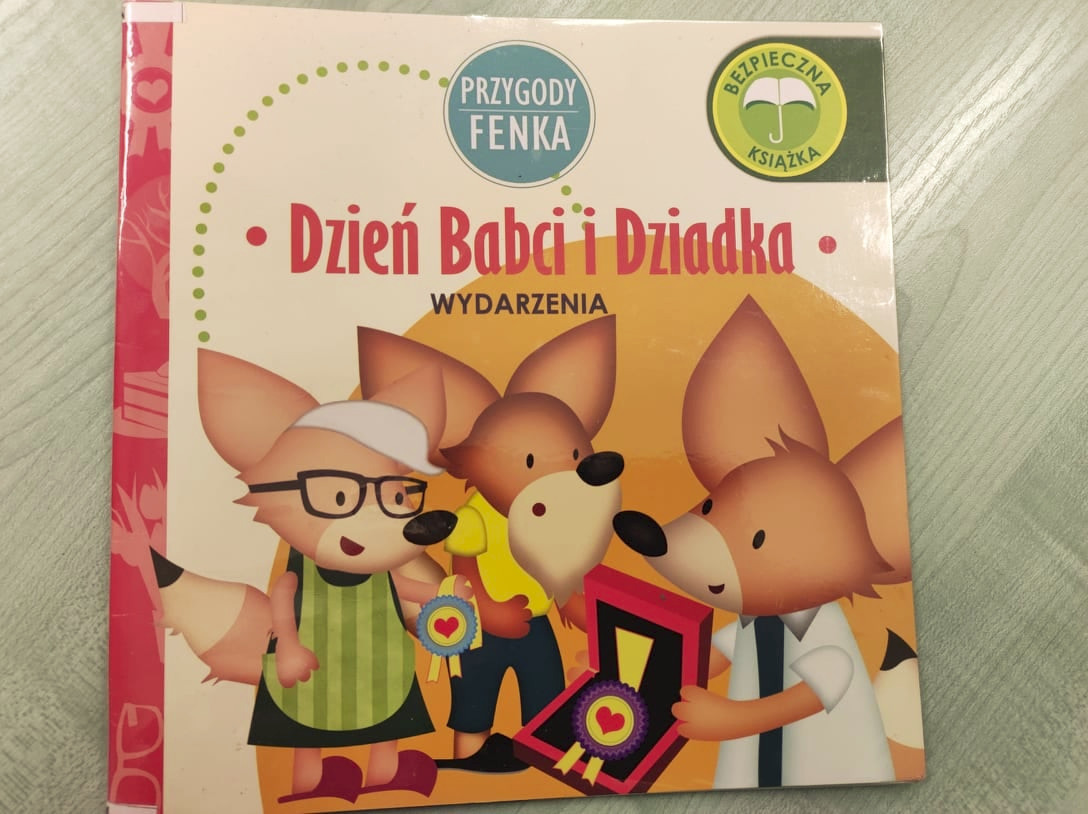 PRZYGODY
FENKA
BEZPIECZNA
KSIĄŻKA
• Dzień Babci i Dziadka •
WYDARZENIA